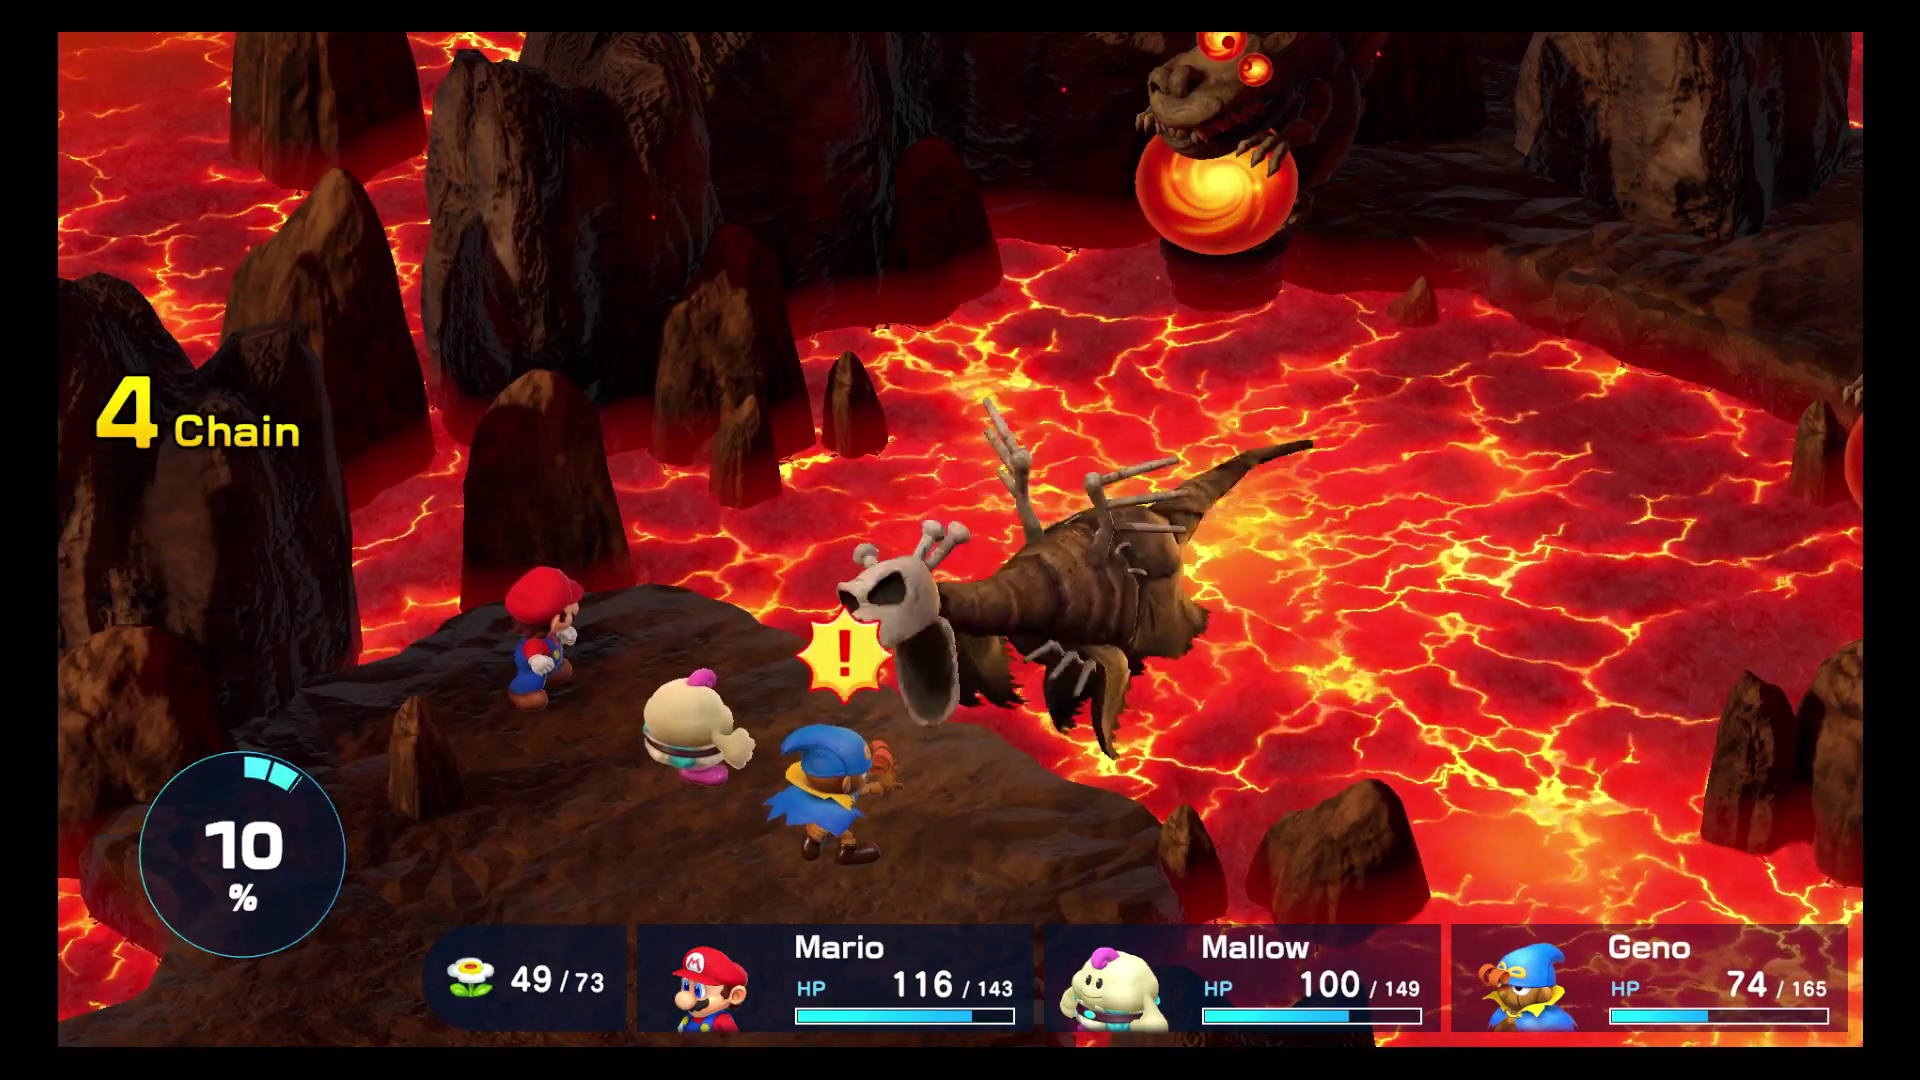 4 Chain
!
10
%
49 / 73
Mario
HP 116 / 143
Mallow
HP 100 / 149
Geno
HP 74 / 165
M